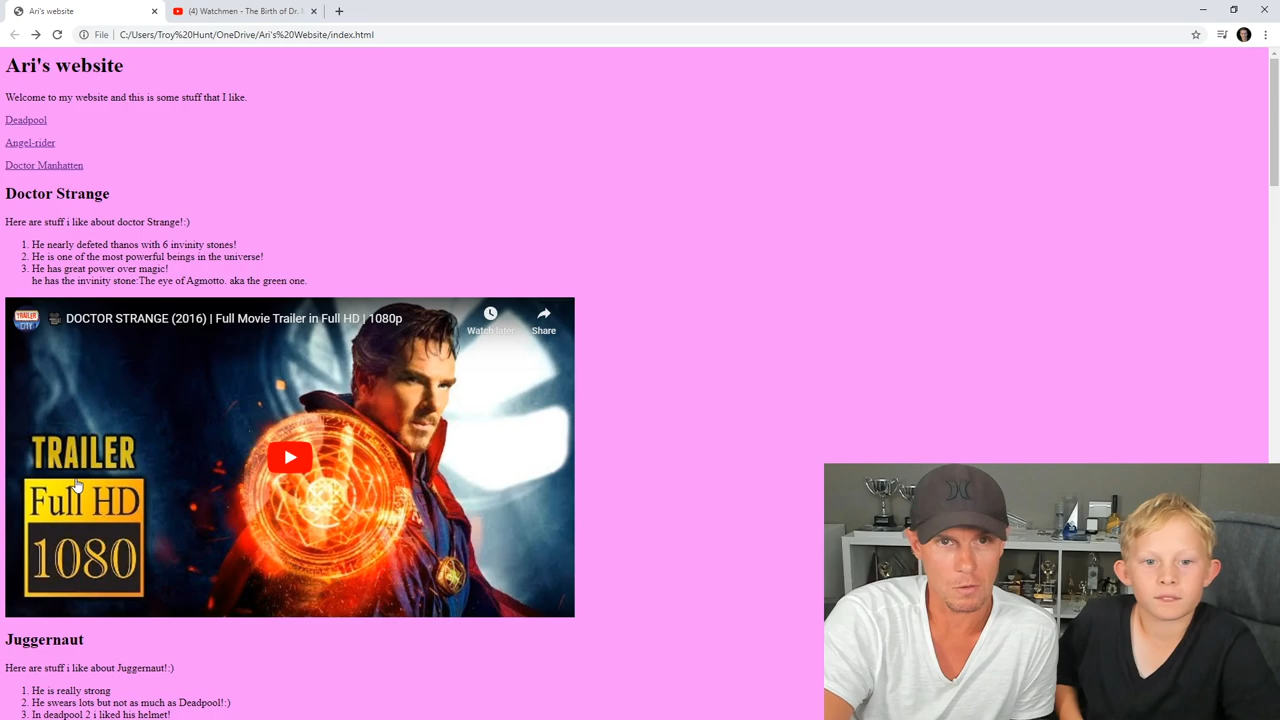 Ari's website
(4) Watchmen - The Birth of Dr.
File
C:/Users/Troy%20Hunt/OneDrive/Ari's%20Website/index.html
Ari's website
Welcome to my website and this is some stuff that I like.
Deadpool
Angel-rider
Doctor Manhatten
Doctor Strange
Here are stuff i like about doctor Strange!:)
1. He nearly defeted thanos with 6 invinity stones!
2. He is one of the most powerful beings in the universe!
3. He has great power over magic!
he has the invinity stone:The eye of Agmotto. aka the green one.
DOCTOR STRANGE (2016) | Full Movie Trailer in Full HD | 1080p
Watch later
Share
TRAILER
Full HD
1080
Juggernaut
Here are stuff i like about Juggernaut!:)
1. He is really strong
2. He swears lots but not as much as Deadpool!:)
3. In deadpool 2 i liked his helmet!